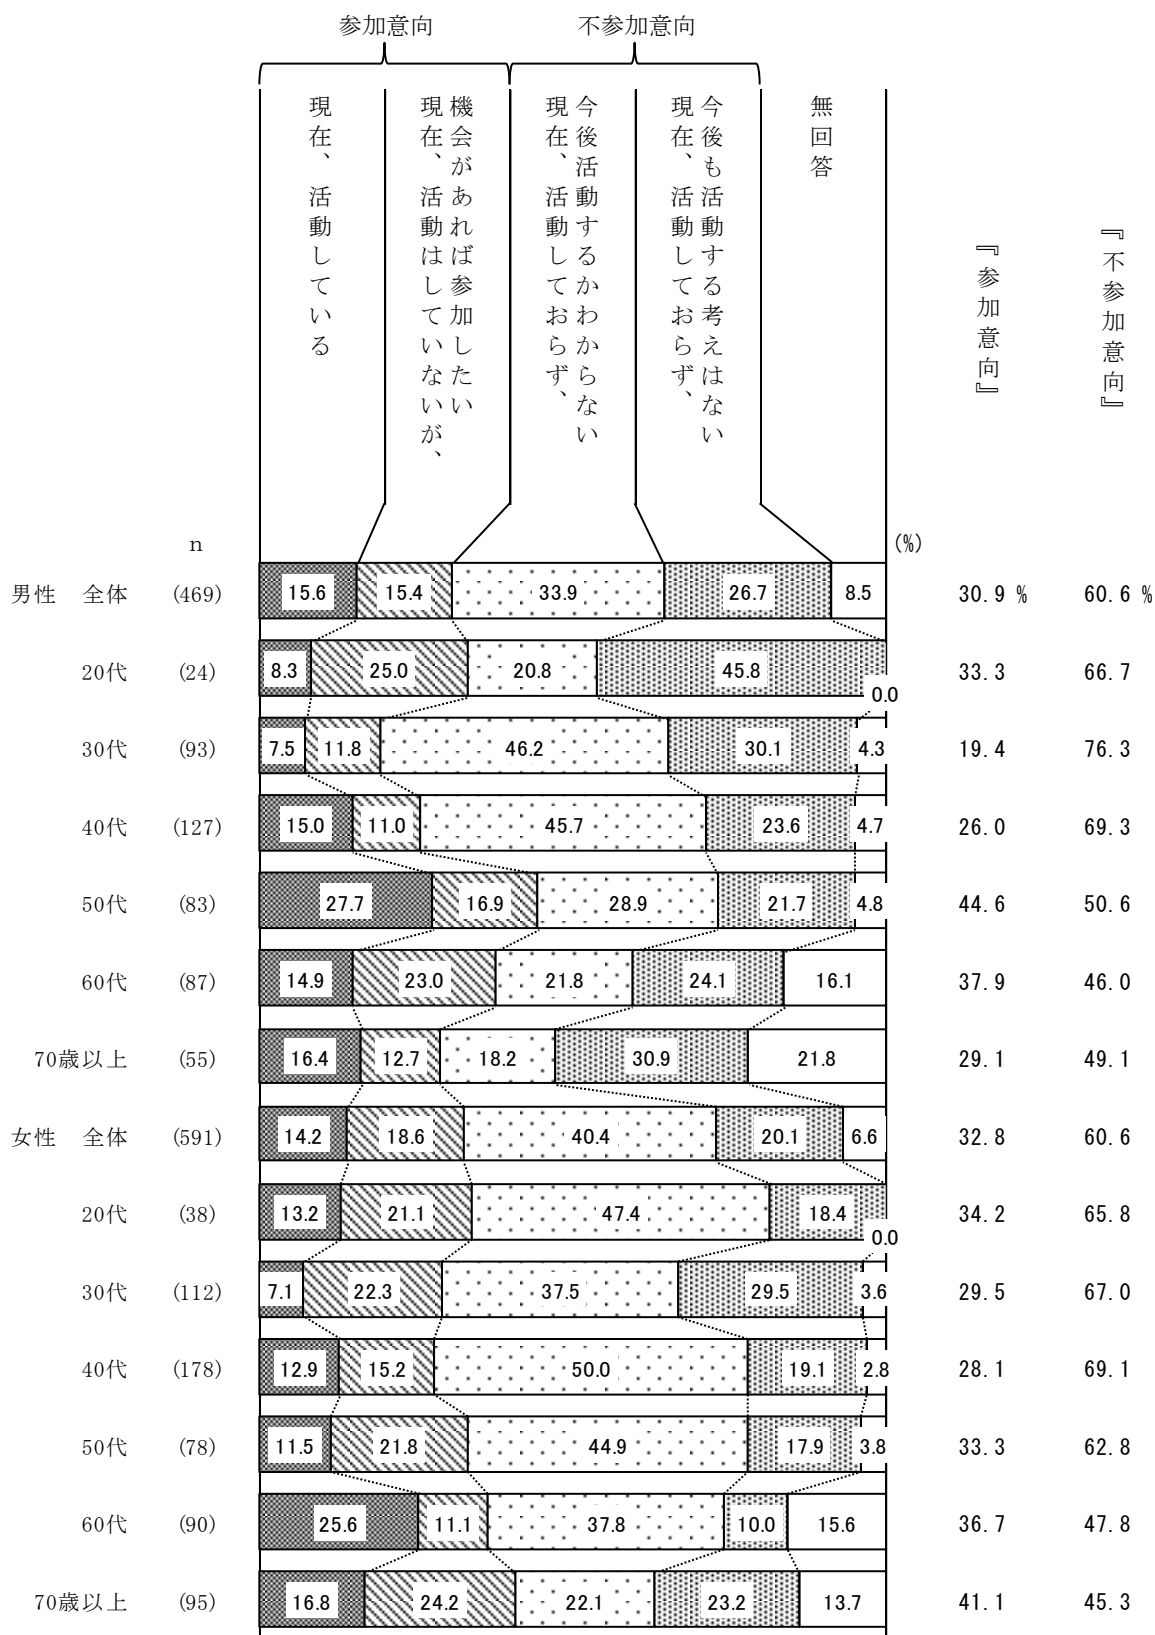 参加意向 不参加意向
現在、活動している
現在、活動はしていないが、
機会があれば参加したい
現在、活動しておらず、
今後活動するかわからない
現在、活動しておらず、
今後も活動する考えはない
無回答
『参加意向』
『不参加意向』
n (%)
男性 全体 (469) 15.6 15.4 33.9 26.7 8.5 30.9 % 60.6 %
20代 (24) 8.3 25.0 20.8 45.8 0.0 33.3 66.7
30代 (93) 7.5 11.8 46.2 30.1 4.3 19.4 76.3
40代 (127) 15.0 11.0 45.7 23.6 4.7 26.0 69.3
50代 (83) 27.7 16.9 28.9 21.7 4.8 44.6 50.6
60代 (87) 14.9 23.0 21.8 24.1 16.1 37.9 46.0
70歳以上 (55) 16.4 12.7 18.2 30.9 21.8 29.1 49.1
女性 全体 (591) 14.2 18.6 40.4 20.1 6.6 32.8 60.6
20代 (38) 13.2 21.1 47.4 18.4 0.0 34.2 65.8
30代 (112) 7.1 22.3 37.5 29.5 3.6 29.5 67.0
40代 (178) 12.9 15.2 50.0 19.1 2.8 28.1 69.1
50代 (78) 11.5 21.8 44.9 17.9 3.8 33.3 62.8
60代 (90) 25.6 11.1 37.8 10.0 15.6 36.7 47.8
70歳以上 (95) 16.8 24.2 22.1 23.2 13.7 41.1 45.3